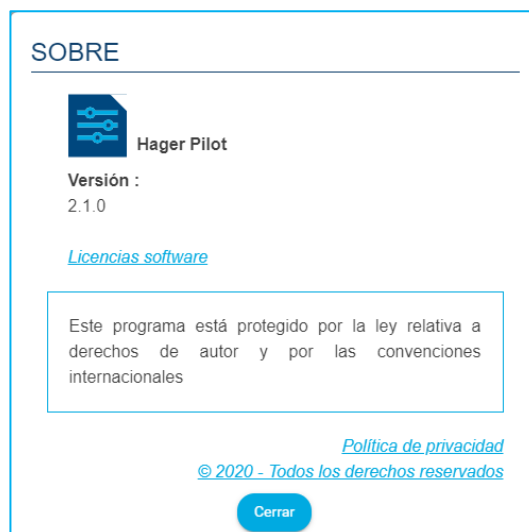 SOBRE
Hager Pilot
Versión :
2.1.0
Licencias software
Este programa está protegido por la ley relativa a
derechos de autor y por las convenciones
internacionales
Política de privacidad
© 2020 - Todos los derechos reservados
Cerrar